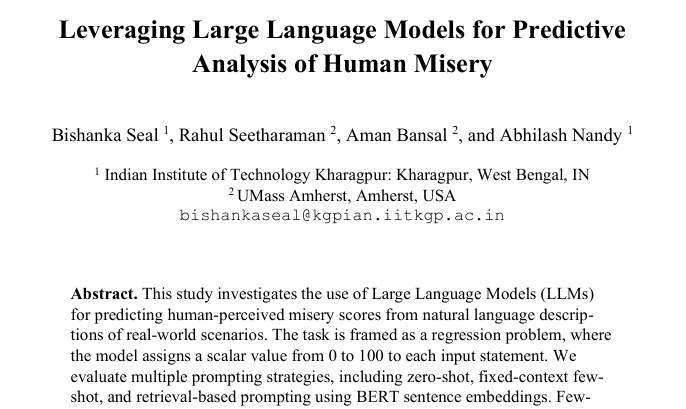 Leveraging Large Language Models for Predictive
Analysis of Human Misery
Bishanka Seal 1, Rahul Seetharaman 2, Aman Bansal 2, and Abhilash Nandy 1
1 Indian Institute of Technology Kharagpur: Kharagpur, West Bengal, IN
2 UMass Amherst, Amherst, USA
bishankaseal@kgpian.iitkgp.ac.in
Abstract. This study investigates the use of Large Language Models (LLMs)
for predicting human-perceived misery scores from natural language descrip-
tions of real-world scenarios. The task is framed as a regression problem, where
the model assigns a scalar value from 0 to 100 to each input statement. We
evaluate multiple prompting strategies, including zero-shot, fixed-context few-
shot, and retrieval-based prompting using BERT sentence embeddings. Few-